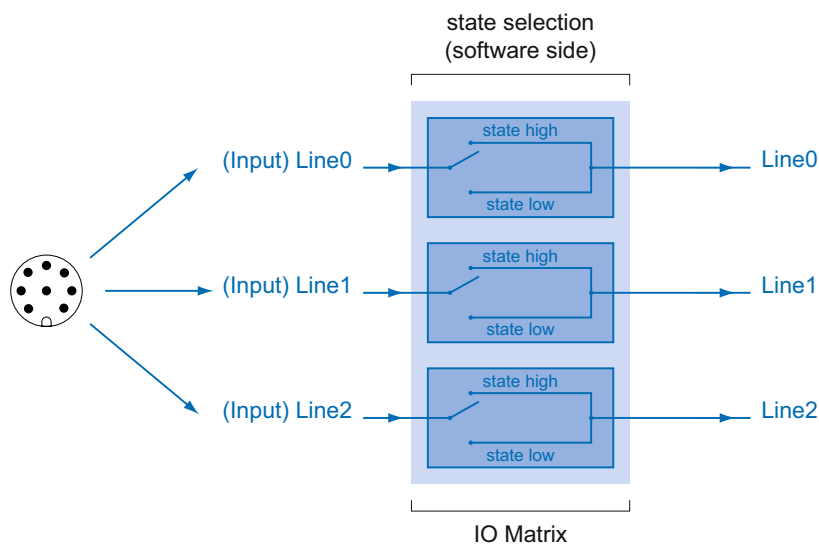 state selection
(software side)
state high
(Input) Line0
Line0
state low
state high
(Input) Line1
Line1
state low
state high
(Input) Line2
Line2
state low
IO Matrix